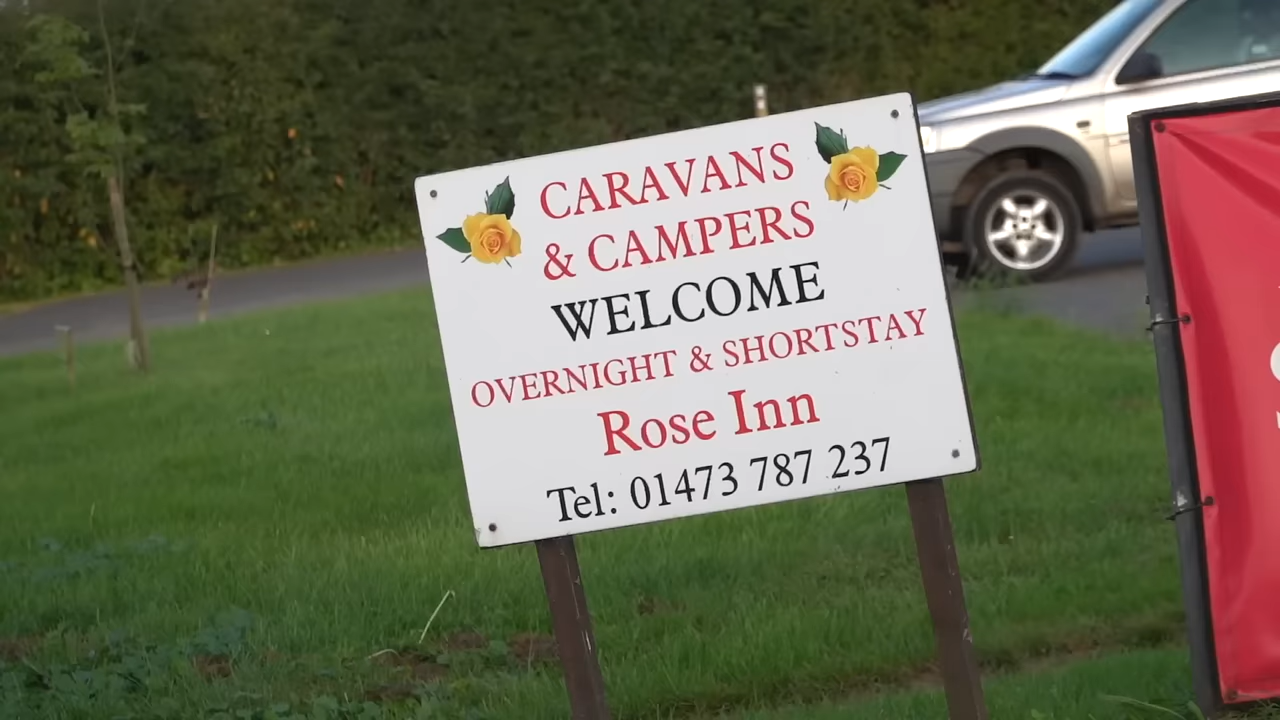 CARAVANS
& CAMPERS
WELCOME
OVERNIGHT & SHORTSTAY
Rose Inn
Tel: 01473 787 237